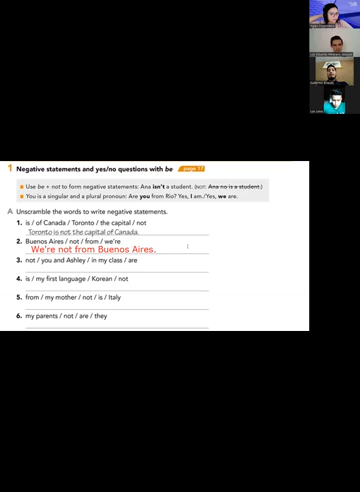 1 Negative statements and yes/no questions with be page 17
Use be + not to form negative statements: Ana isn't a student. (NOT: Ana no is a student.)
You is a singular and a plural pronoun: Are you from Rio? Yes, I am./Yes, we are.
A Unscramble the words to write negative statements.
1. is / of Canada / Toronto / the capital / not
Toronto is not the capital of Canada.
2. Buenos Aires / not / from / we're
We're not from Buenos Aires.
3. not / you and Ashley / in my class / are
4. is / my first language / Korean / not
5. from / my mother / not / is / Italy
6. my parents / not / are / they